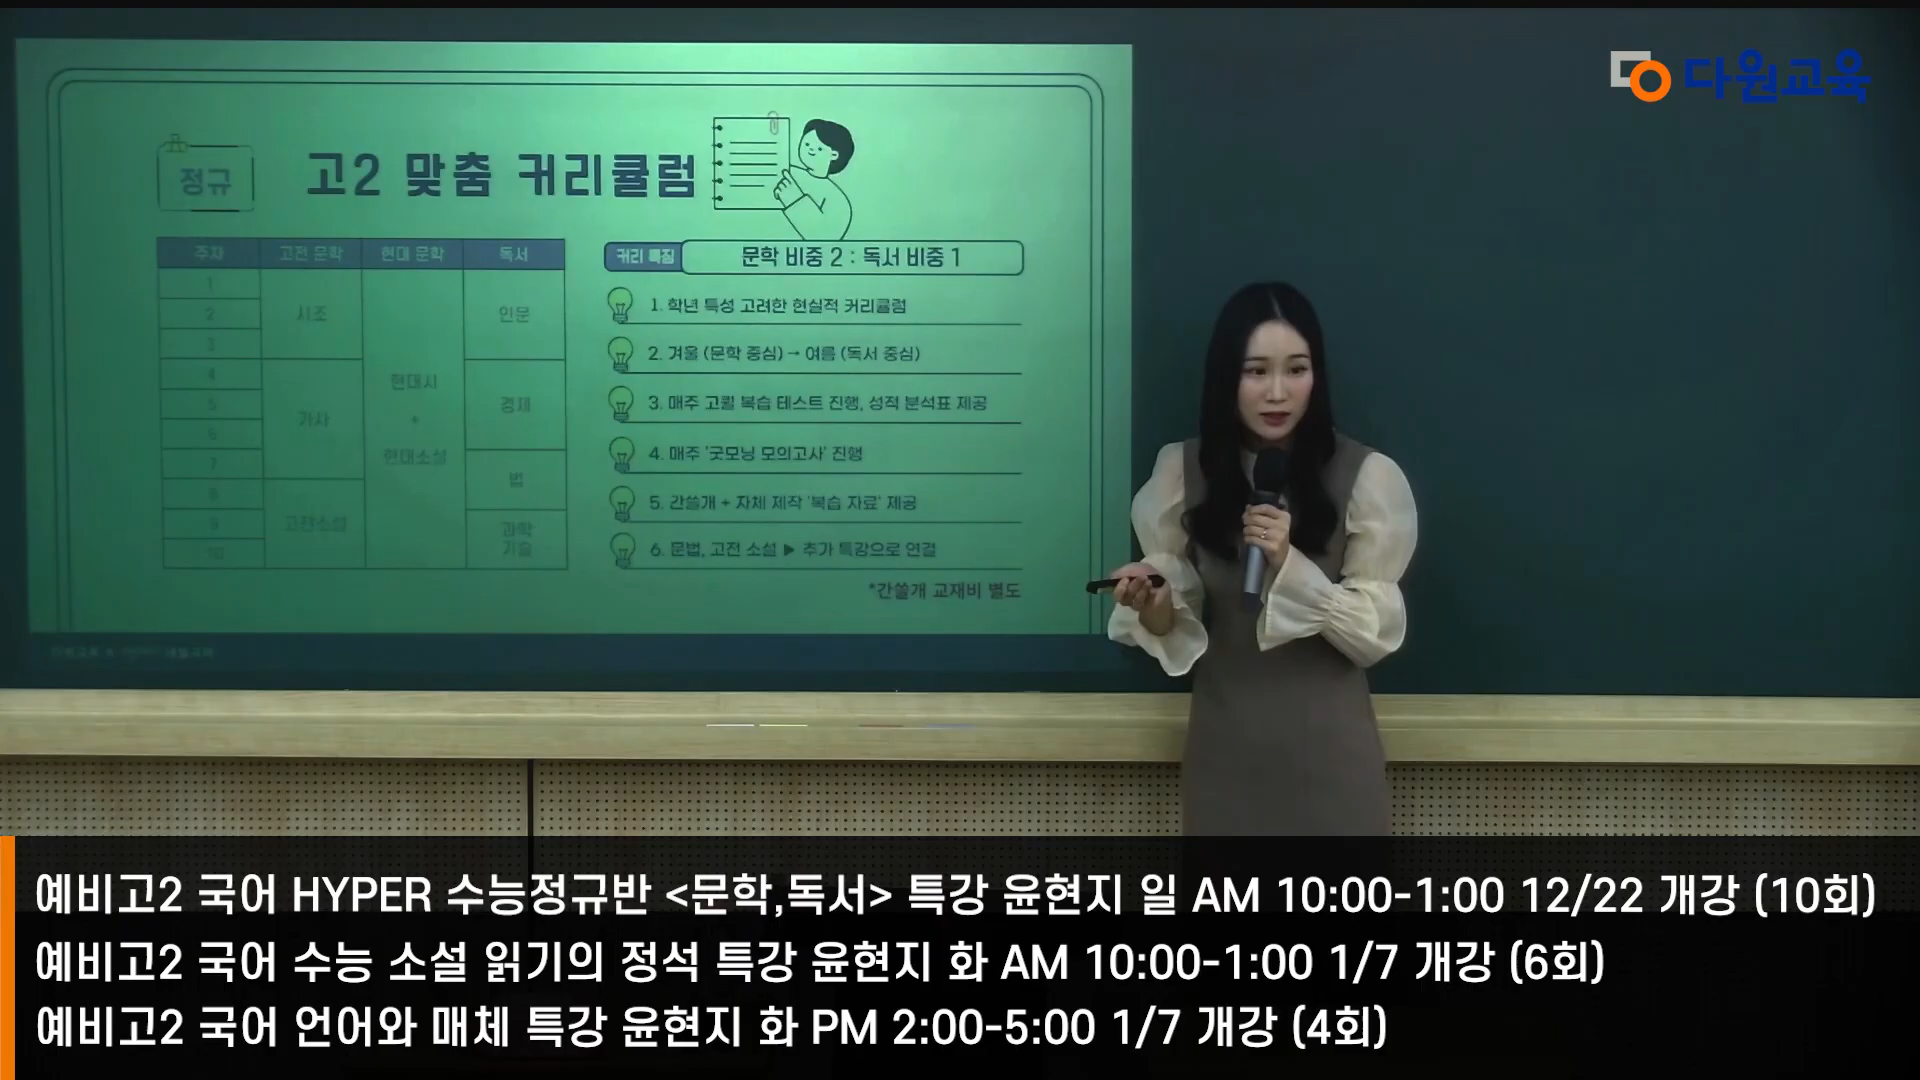 다원교육
정규
고2 맞춤 커리큘럼
주차 고전 문학 현대 문학 독서
1
2
3
4
5
6
7
8
9
10
시조
가사
고전소설
현대시
+
현대소설
인문
경제
법
과학
기술
커리 특징 문학 비중 2 : 독서 비중 1
1. 학년 특성 고려한 현실적 커리큘럼
2. 겨울 (문학 중심) → 여름 (독서 중심)
3. 매주 고퀄 복습 테스트 진행, 성적 분석표 제공
4. 매주 '굿모닝 모의고사' 진행
5. 간쓸개 + 자체 제작 '복습 자료' 제공
6. 문법, 고전 소설 ▶ 추가 특강으로 연결
*간쓸개 교재비 별도
예비고2 국어 HYPER 수능정규반 <문학,독서> 특강 윤현지 일 AM 10:00-1:00 12/22 개강 (10회)
예비고2 국어 수능 소설 읽기의 정석 특강 윤현지 화 AM 10:00-1:00 1/7 개강 (6회)
예비고2 국어 언어와 매체 특강 윤현지 화 PM 2:00-5:00 1/7 개강 (4회)